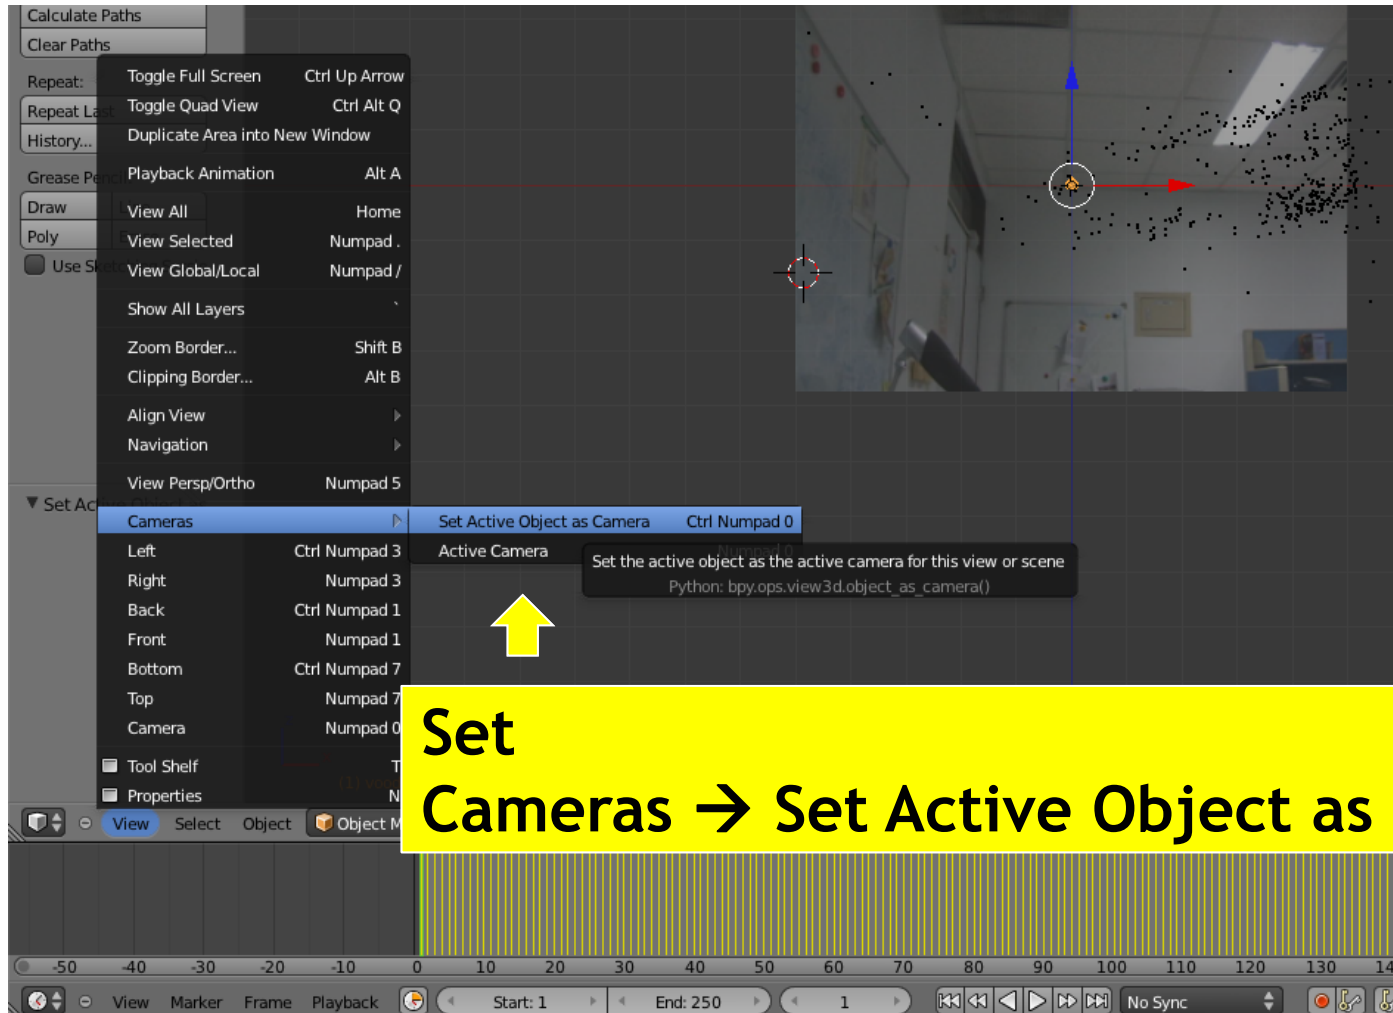 Calculate Paths
Clear Paths
Repeat:
Repeat Last
History...
Grease Pencil
Draw
Poly
Use Sk
Set Ac
Toggle Full Screen Ctrl Up Arrow
Toggle Quad View Ctrl Alt Q
Duplicate Area into New Window
Playback Animation Alt A
View All Home
View Selected Numpad .
View Global/Local Numpad /
Show All Layers `
Zoom Border... Shift B
Clipping Border... Alt B
Align View
Navigation
View Persp/Ortho Numpad 5
Cameras
Left Ctrl Numpad 3
Right Numpad 3
Back Ctrl Numpad 1
Front Numpad 1
Bottom Ctrl Numpad 7
Top Numpad 7
Camera Numpad 0
Tool Shelf T
Properties N
Set Active Object as Camera Ctrl Numpad 0
Active Camera Numpad 0
Set the active object as the active camera for this view or scene
Python: bpy.ops.view3d.object_as_camera()
Set
Cameras → Set Active Object as
View Select Object Object M
-50 -40 -30 -20 -10 0 10 20 30 40 50 60 70 80 90 100 110 120 130 14
View Marker Frame Playback Start: 1 End: 250 1 No Sync